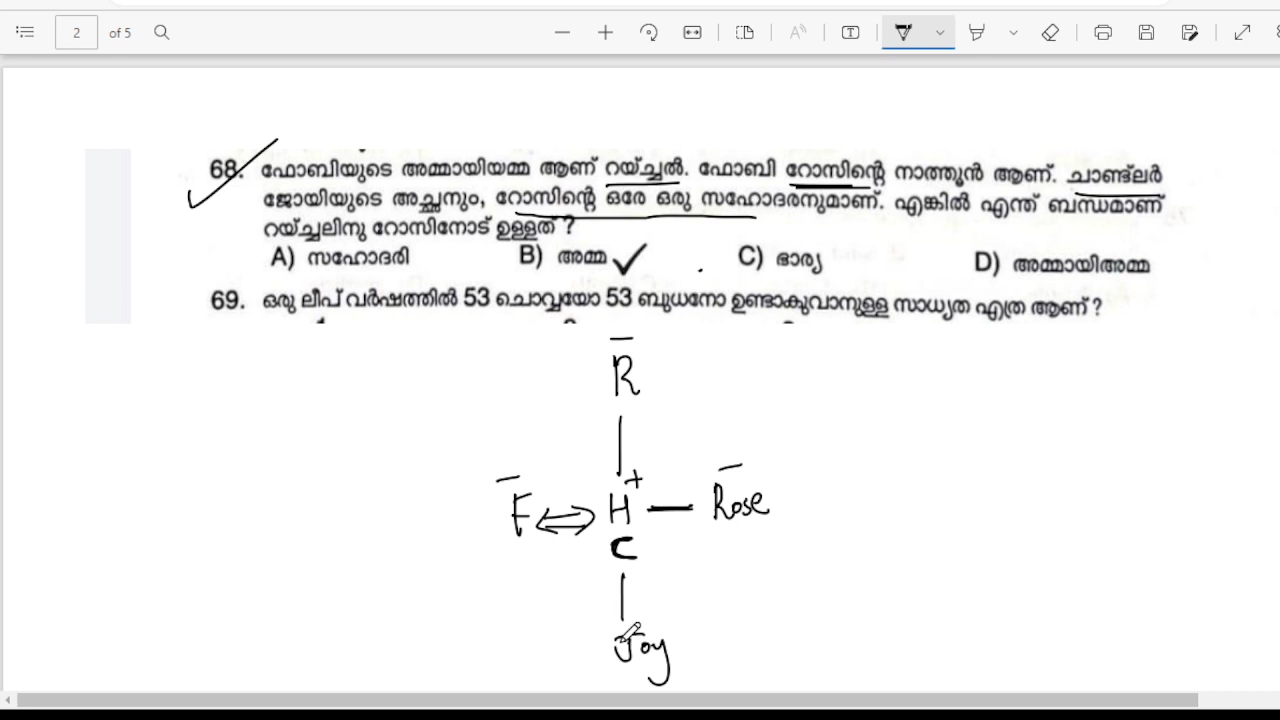 2 of 5
68. ഫോബിയുടെ അമ്മായിയമ്മ ആണ് റയ്ച്ചൽ. ഫോബി റോസിന്റെ നാത്തൂൻ ആണ്. ചാണ്ട്ലർ
ജോയിയുടെ അച്ഛനും, റോസിന്റെ ഒരേ ഒരു സഹോദരനുമാണ്. എങ്കിൽ എന്ത് ബന്ധമാണ്
റയ്ച്ചലിനു റോസിനോട് ഉള്ളത് ?
A) സഹോദരി B) അമ്മ C) ഭാര്യ D) അമ്മായിഅമ്മ
69. ഒരു ലീപ് വർഷത്തിൽ 53 ചൊവ്വയോ 53 ബുധനോ ഉണ്ടാകുവാനുള്ള സാധ്യത എത്ര ആണ് ?
R
F H Rose
C
Joy